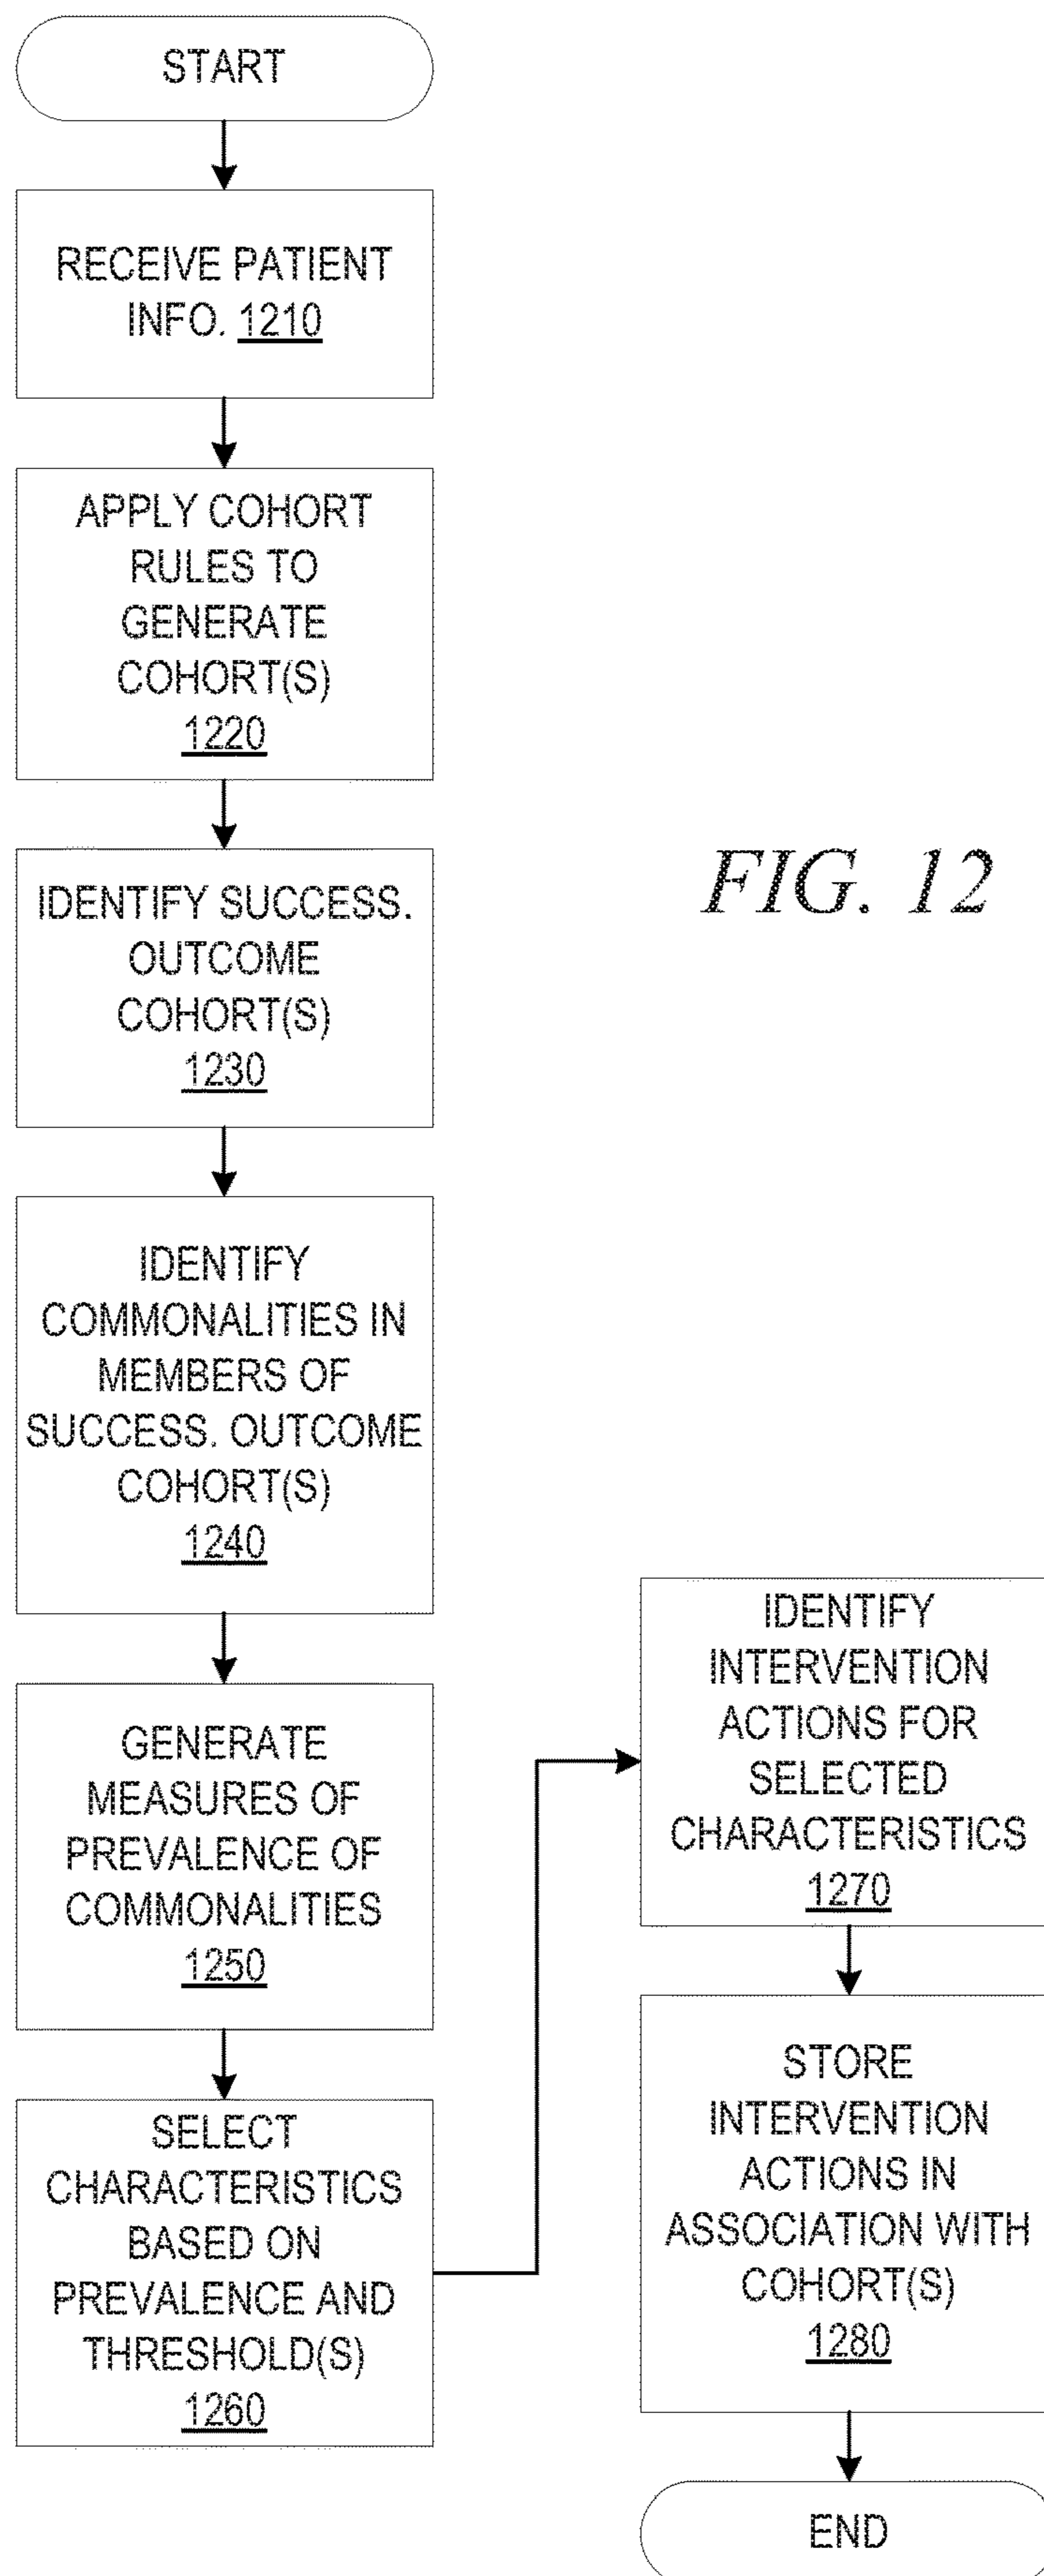 START
RECEIVE PATIENT
INFO. 1210
APPLY COHORT
RULES TO
GENERATE
COHORT(S)
1220
IDENTIFY SUCCESS.
OUTCOME
COHORT(S)
1230
IDENTIFY
COMMONALITIES IN
MEMBERS OF
SUCCESS. OUTCOME
COHORT(S)
1240
GENERATE
MEASURES OF
PREVALENCE OF
COMMONALITIES
1250
SELECT
CHARACTERISTICS
BASED ON
PREVALENCE AND
THRESHOLD(S)
1260
IDENTIFY
INTERVENTION
ACTIONS FOR
SELECTED
CHARACTERISTICS
1270
STORE
INTERVENTION
ACTIONS IN
ASSOCIATION WITH
COHORT(S)
1280
END
FIG. 12